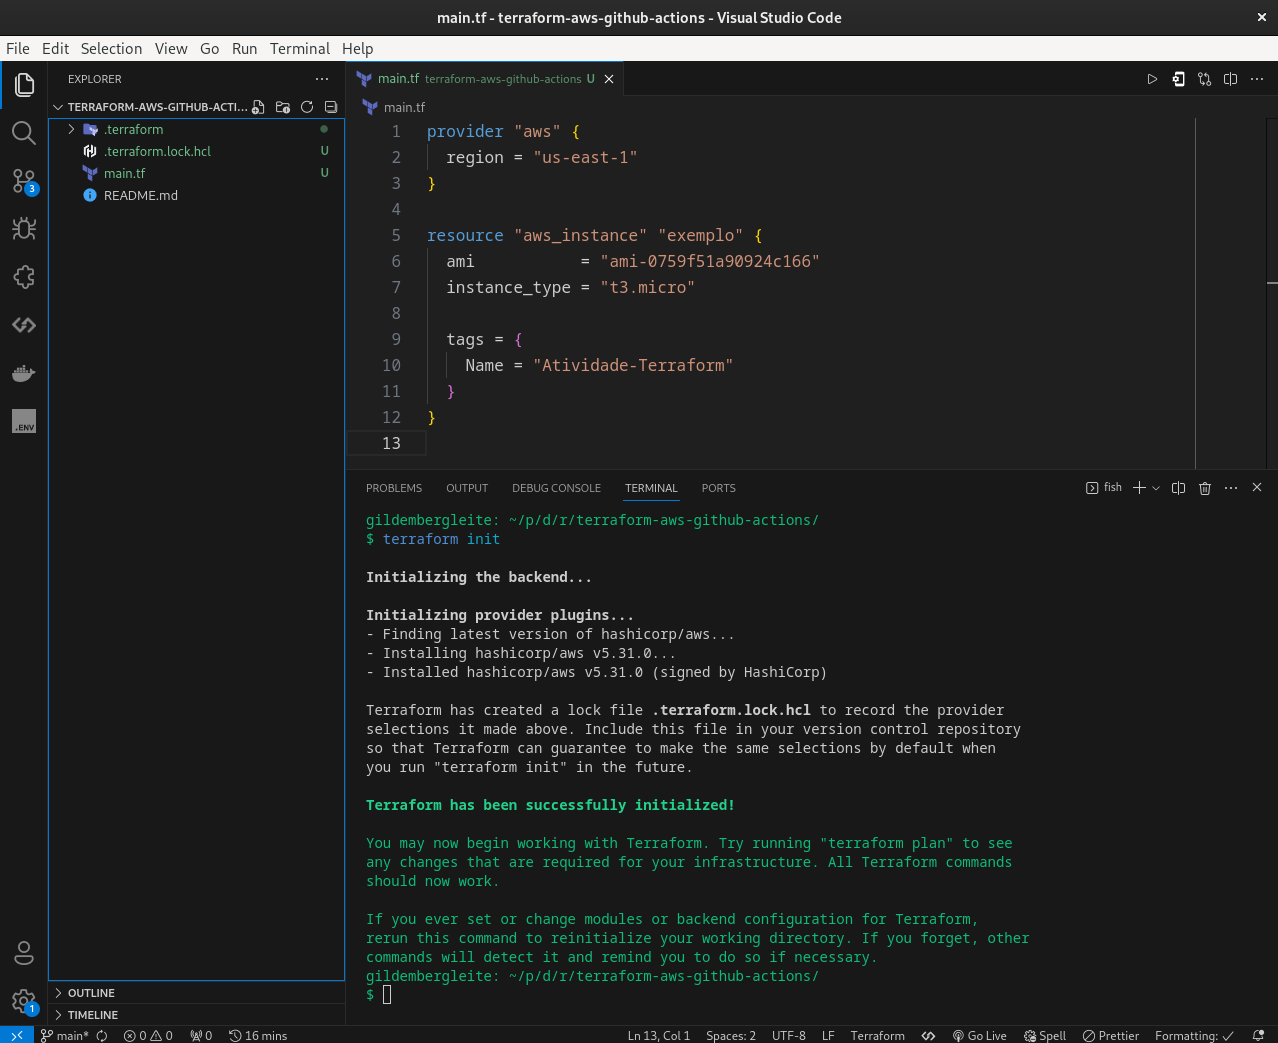 main.tf - terraform-aws-github-actions - Visual Studio Code
File Edit Selection View Go Run Terminal Help
EXPLORER
TERRAFORM-AWS-GITHUB-ACTI...
.terraform
.terraform.lock.hcl U
main.tf U
README.md
3
.ENV
1
OUTLINE
TIMELINE
main.tf terraform-aws-github-actions U
main.tf
1 provider "aws" {
2 region = "us-east-1"
3 }
4
5 resource "aws_instance" "exemplo" {
6 ami           = "ami-0759f51a90924c166"
7 instance_type = "t3.micro"
8
9 tags = {
10 Name = "Atividade-Terraform"
11 }
12 }
13
PROBLEMS OUTPUT DEBUG CONSOLE TERMINAL PORTS
fish
gildembergleite: ~/p/d/r/terraform-aws-github-actions/
$ terraform init
Initializing the backend...
Initializing provider plugins...
- Finding latest version of hashicorp/aws...
- Installing hashicorp/aws v5.31.0...
- Installed hashicorp/aws v5.31.0 (signed by HashiCorp)
Terraform has created a lock file .terraform.lock.hcl to record the provider
selections it made above. Include this file in your version control repository
so that Terraform can guarantee to make the same selections by default when
you run "terraform init" in the future.
Terraform has been successfully initialized!
You may now begin working with Terraform. Try running "terraform plan" to see
any changes that are required for your infrastructure. All Terraform commands
should now work.
If you ever set or change modules or backend configuration for Terraform,
rerun this command to reinitialize your working directory. If you forget, other
commands will detect it and remind you to do so if necessary.
gildembergleite: ~/p/d/r/terraform-aws-github-actions/
$
main* 0 0 0 16 mins Ln 13, Col 1 Spaces: 2 UTF-8 LF Terraform Go Live Spell Prettier Formatting: